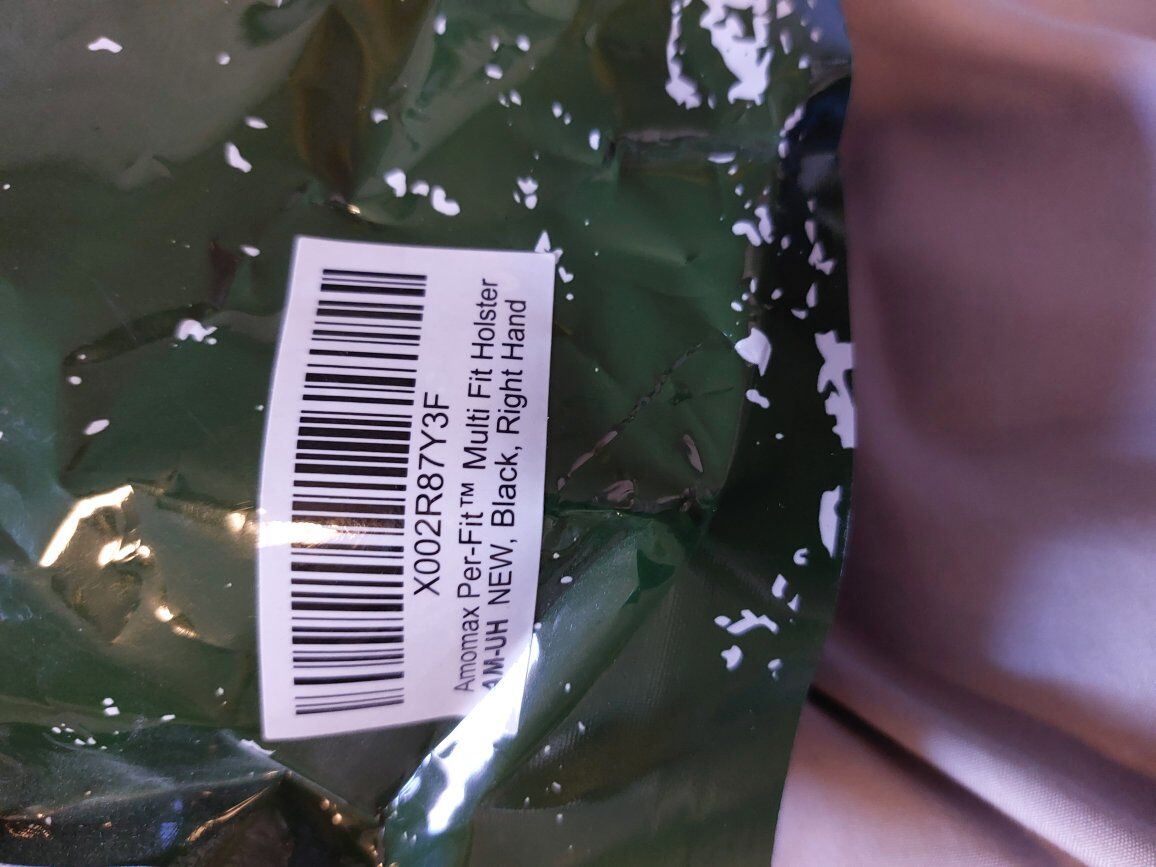 X002R87Y3F
Amomax Per-Fit™ Multi Fit Holster
AM-UH NEW, Black, Right Hand